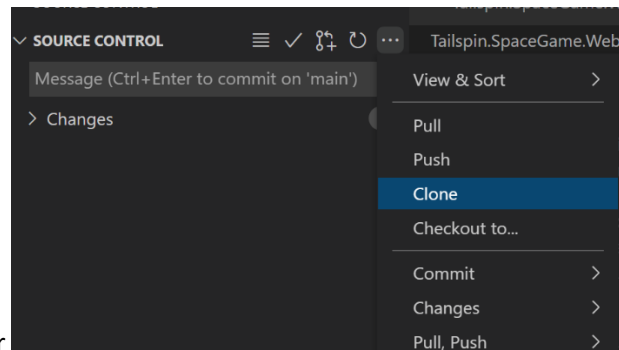 SOURCE CONTROL
Tailspin.SpaceGame.Web
Message (Ctrl+Enter to commit on 'main')
View & Sort
Changes
Pull
Push
Clone
Checkout to...
Commit
Changes
Pull, Push
r